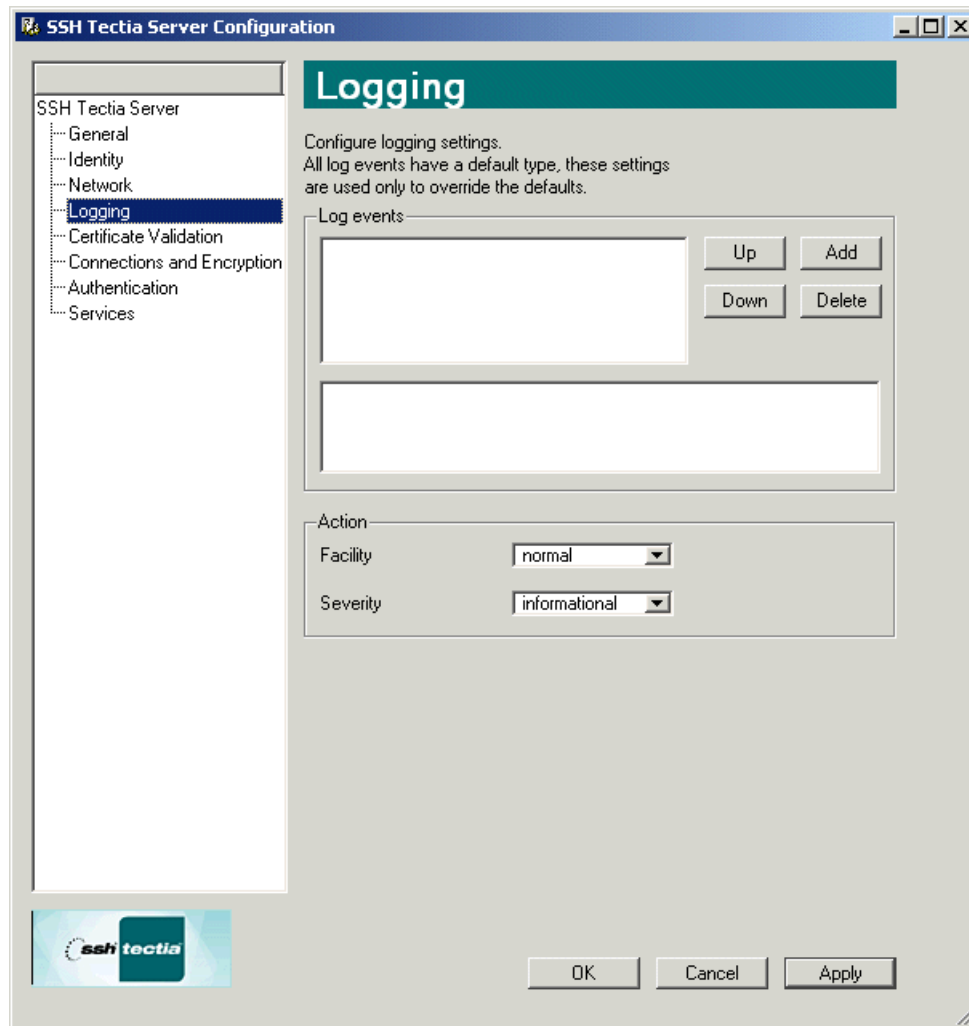 SSH Tectia Server Configuration
SSH Tectia Server
General
Identity
Network
Logging
Certificate Validation
Connections and Encryption
Authentication
Services
Logging
Configure logging settings.
All log events have a default type, these settings
are used only to override the defaults.
Log events
Up
Add
Down
Delete
Action
Facility
normal
Severity
informational
ssh tectia
OK
Cancel
Apply